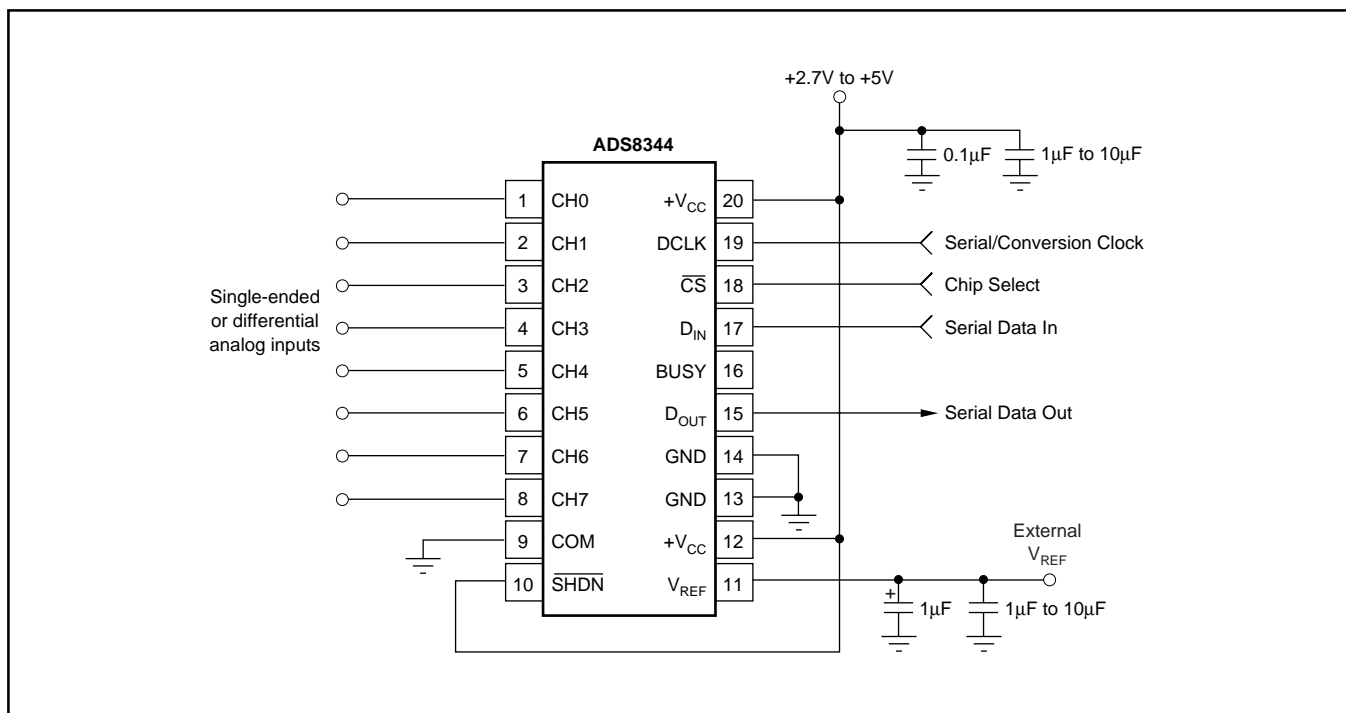 +2.7V to +5V
ADS8344
0.1µF
1µF to 10µF
Single-ended
or differential
analog inputs
1 CH0 +VCC 20
2 CH1 DCLK 19 Serial/Conversion Clock
3 CH2 CS 18 Chip Select
4 CH3 DIN 17 Serial Data In
5 CH4 BUSY 16
6 CH5 DOUT 15 Serial Data Out
7 CH6 GND 14
8 CH7 GND 13
9 COM +VCC 12
10 SHDN VREF 11
External
VREF
+
1µF
1µF to 10µF